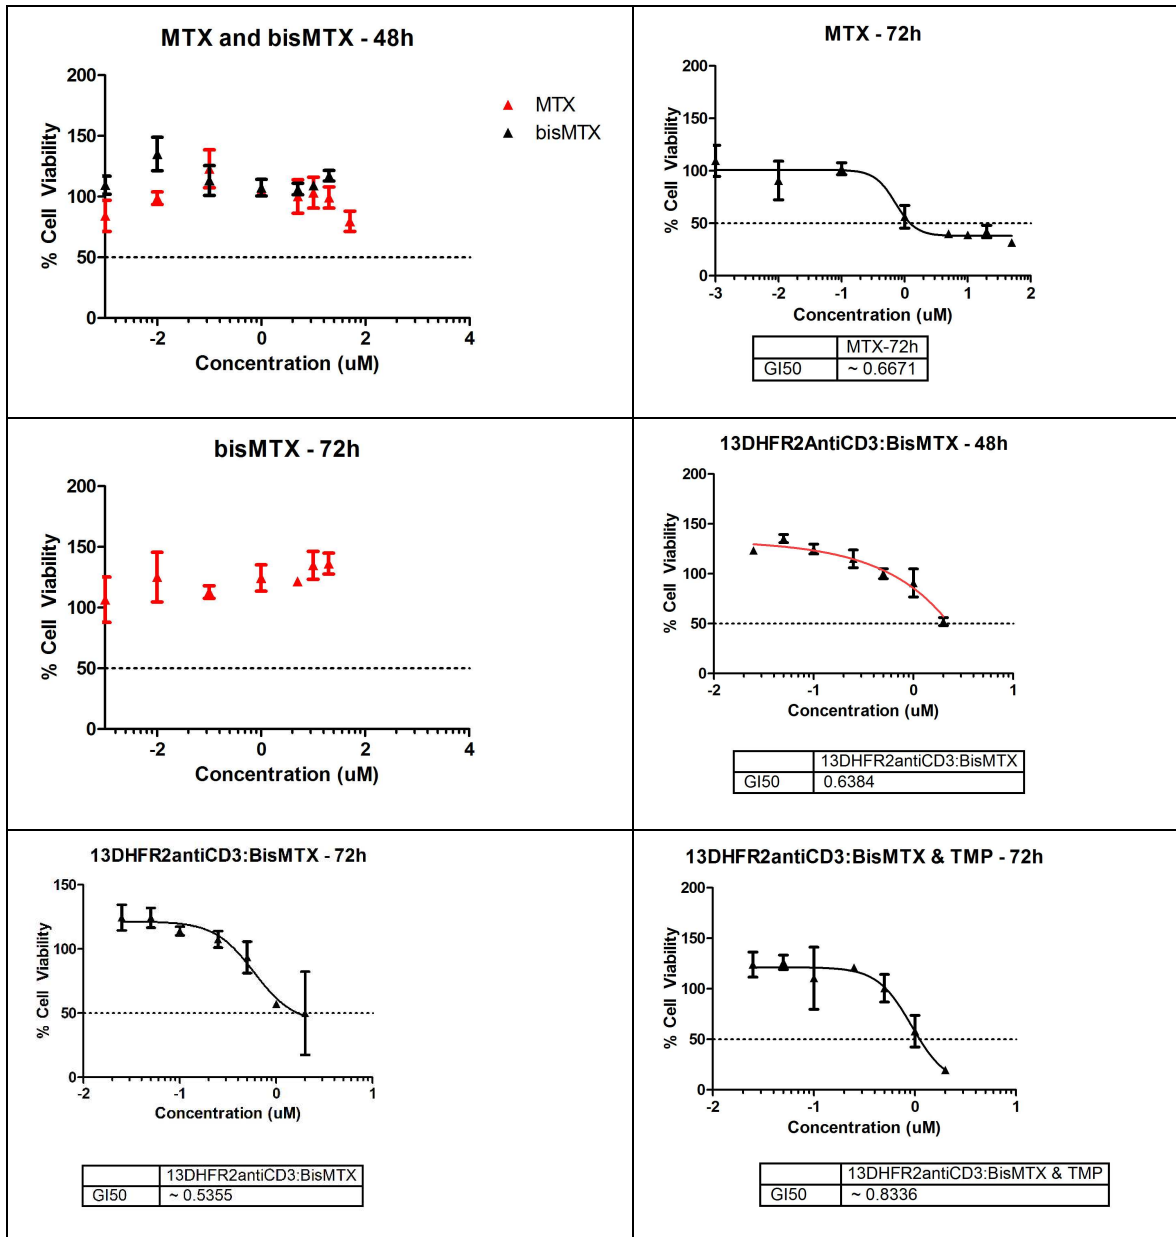 MTX and bisMTX - 48h
200
150
100
50
0
-2
0
2
4
% Cell Viability
Concentration (uM)
MTX
bisMTX
MTX - 72h
200
150
100
50
0
-3
-2
-1
0
1
2
% Cell Viability
Concentration (uM)
MTX-72h
GI50 ~ 0.6671
bisMTX - 72h
200
150
100
50
0
-2
0
2
4
% Cell Viability
Concentration (uM)
13DHFR2AntiCD3:BisMTX - 48h
200
150
100
50
0
-2
-1
0
1
% Cell Viability
Concentration (uM)
13DHFR2antiCD3:BisMTX
GI50 0.6384
13DHFR2antiCD3:BisMTX - 72h
150
100
50
0
-2
-1
0
1
% Cell Viability
Concentration (uM)
13DHFR2antiCD3:BisMTX
GI50 ~ 0.5355
13DHFR2antiCD3:BisMTX & TMP - 72h
200
150
100
50
0
-2
-1
0
1
% Cell Viability
Concentration (uM)
13DHFR2antiCD3:BisMTX & TMP
GI50 ~ 0.8336